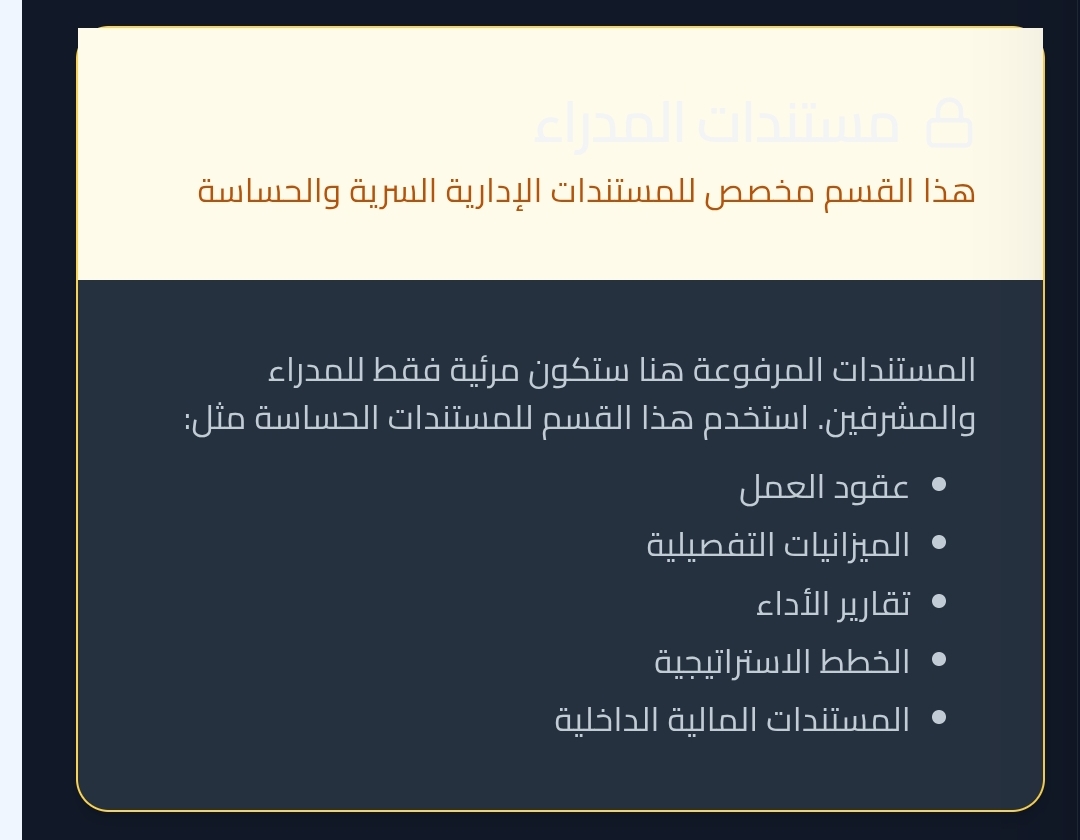 مستندات المدراء
هذا القسم مخصص للمستندات الإدارية السرية والحساسة
المستندات المرفوعة هنا ستكون مرئية فقط للمدراء
والمشرفين. استخدم هذا القسم للمستندات الحساسة مثل:
• عقود العمل
• الميزانيات التفصيلية
• تقارير الأداء
• الخطط الاستراتيجية
• المستندات المالية الداخلية